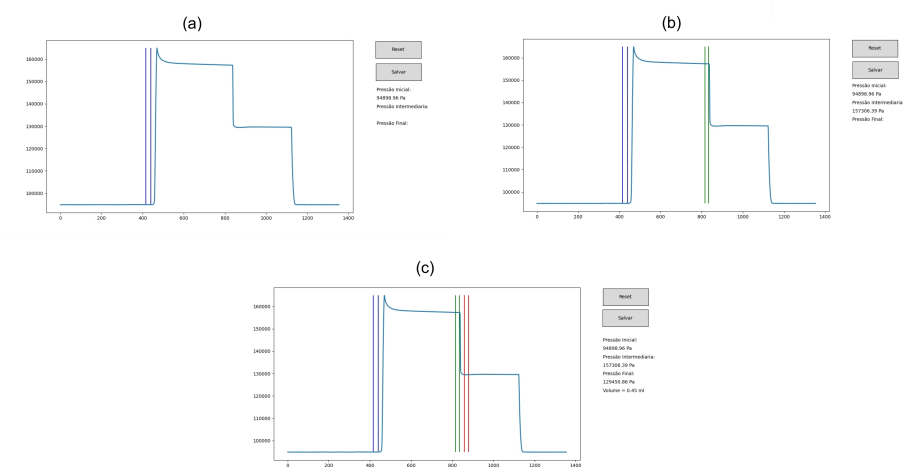 (a)
160000
150000
140000
130000
120000
110000
100000
0 200 400 600 800 1000 1200 1400
Reset
Salvar
Pressão Inicial:
94898.96 Pa
Pressão Intermediaria:
Pressão Final:
(b)
160000
150000
140000
130000
120000
110000
100000
0 200 400 600 800 1000 1200 1400
Reset
Salvar
Pressão Inicial:
94898.96 Pa
Pressão Intermediaria
157306.39 Pa
Pressão Final:
(c)
160000
150000
140000
130000
120000
110000
100000
0 200 400 600 800 1000 1200 1400
Reset
Salvar
Pressão Inicial:
94898.96 Pa
Pressão Intermediaria:
157306.39 Pa
Pressão Final:
129450.86 Pa
Volume = 0.45 ml